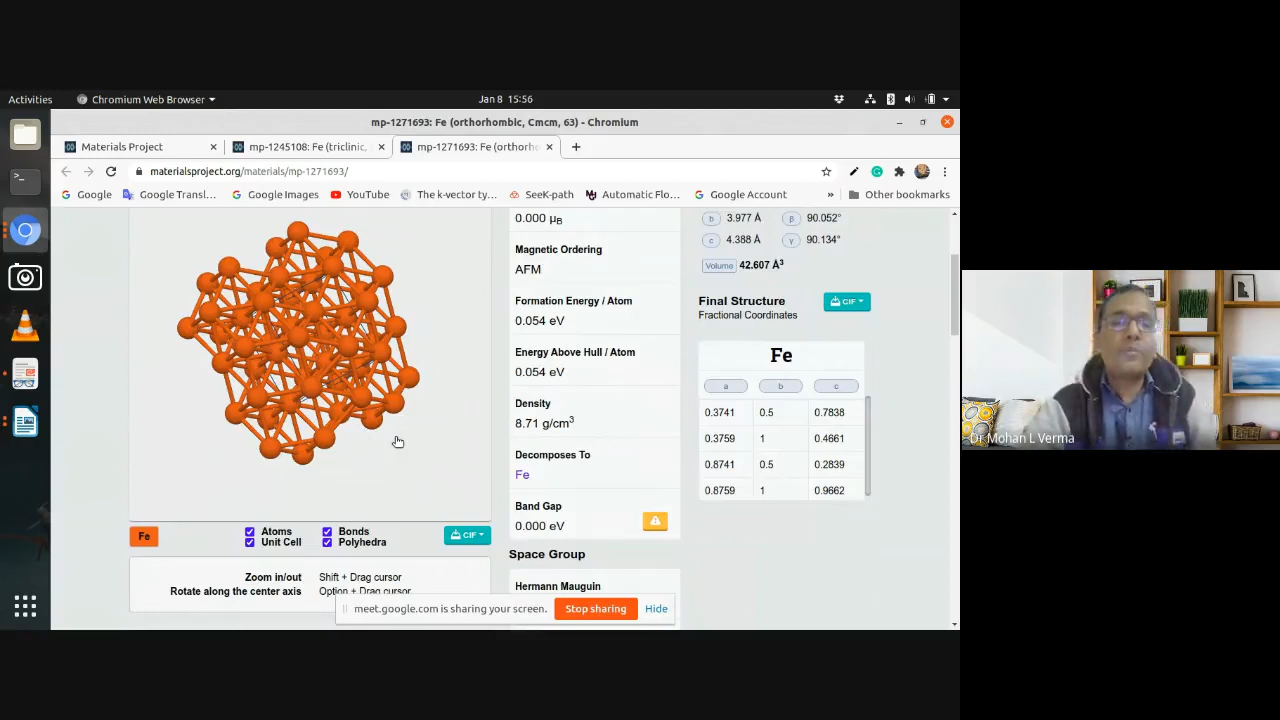 Activities
Chromium Web Browser
Jan 8 15:56
mp-1271693: Fe (orthorhombic, Cmcm, 63) - Chromium
Materials Project
mp-1245108: Fe (triclinic,
mp-1271693: Fe (orthorh
materialsproject.org/materials/mp-1271693/
Google
Google Transl...
Google Images
YouTube
The k-vector ty...
SeeK-path
Automatic Flo...
Google Account
»
Other bookmarks
0.000 μB
b 3.977 Å β 90.052°
c 4.388 Å γ 90.134°
Volume 42.607 Å3
Magnetic Ordering
AFM
Formation Energy / Atom
0.054 eV
Energy Above Hull / Atom
0.054 eV
Density
8.71 g/cm3
Decomposes To
Fe
Band Gap
0.000 eV
Space Group
Hermann Mauguin
Final Structure
Fractional Coordinates
CIF
Fe
a b c
0.3741 0.5 0.7838
0.3759 1 0.4661
0.8741 0.5 0.2839
0.8759 1 0.9662
Fe
Atoms Bonds
Unit Cell Polyhedra
CIF
Zoom in/out Shift + Drag cursor
Rotate along the center axis Option + Drag cursor
meet.google.com is sharing your screen. Stop sharing Hide
Dr Mohan L Verma